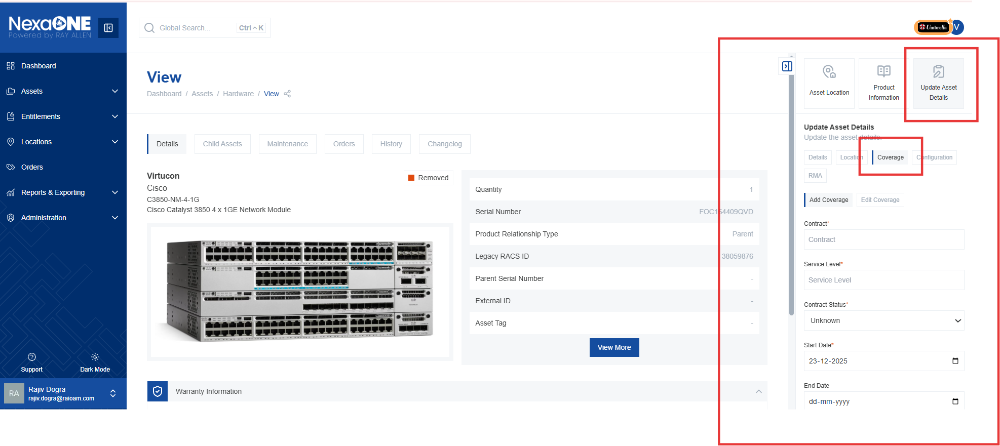 NexaONE
Powered by RAY ALLEN
Global Search...
Ctrl ^ K
Umbrella
V
Dashboard
Assets
Entitlements
Locations
Orders
Reports & Exporting
Administration
Support
Dark Mode
RA
Rajiv Dogra
rajiv.dogra@raioam.com
View
Dashboard / Assets / Hardware / View
Details
Child Assets
Maintenance
Orders
History
Changelog
Virtucon
Removed
Cisco
C3850-NM-4-1G
Cisco Catalyst 3850 4 x 1GE Network Module
Quantity 1
Serial Number FOC164409QVD
Product Relationship Type Parent
Legacy RACS ID 38059876
Parent Serial Number -
External ID -
Asset Tag -
View More
Warranty Information
Asset Location
Product
Information
Update Asset
Details
Update Asset Details
Update the asset details.
Details
Location
Coverage
Configuration
RMA
Add Coverage
Edit Coverage
Contract*
Contract
Service Level*
Service Level
Contract Status*
Unknown
Start Date*
23-12-2025
End Date
dd-mm-yyyy